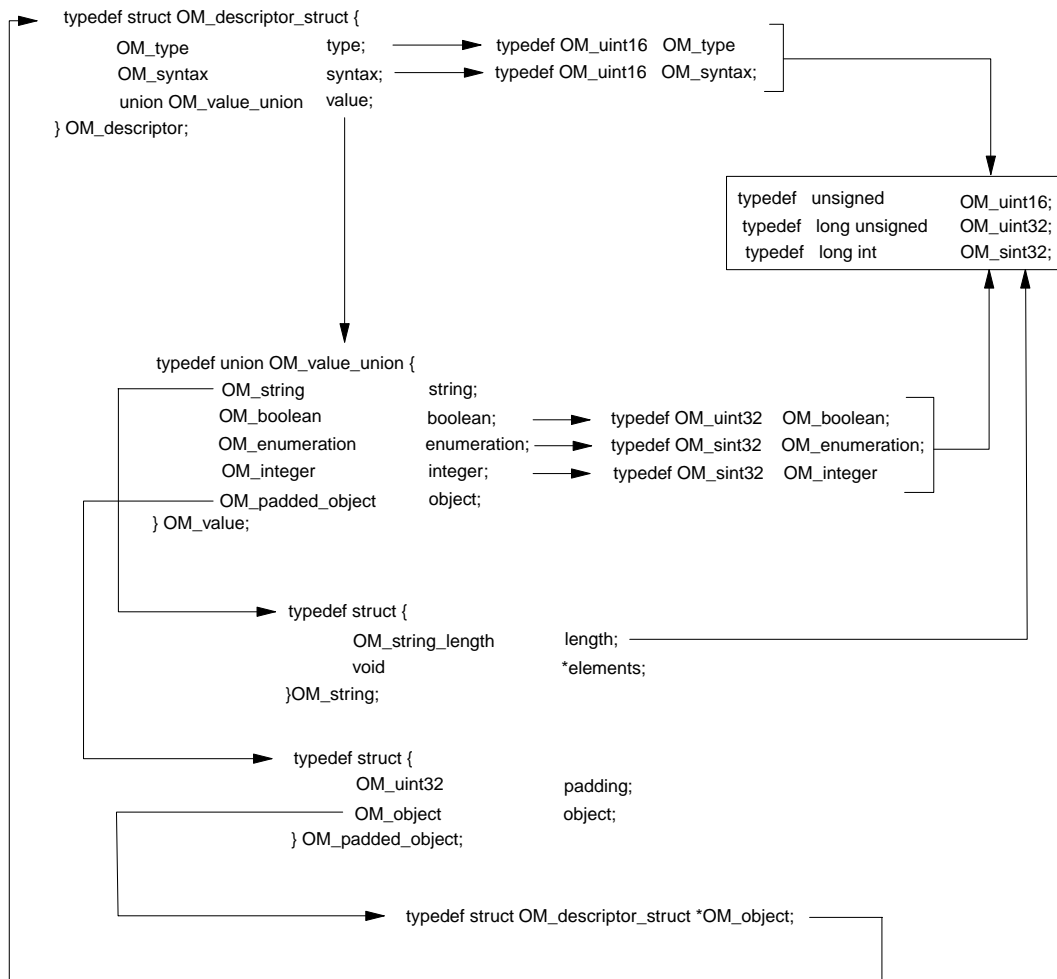 typedef struct OM_descriptor_struct {
OM_type type; typedef OM_uint16 OM_type
OM_syntax syntax; typedef OM_uint16 OM_syntax;
union OM_value_union value;
} OM_descriptor;
typedef unsigned OM_uint16;
typedef long unsigned OM_uint32;
typedef long int OM_sint32;
typedef union OM_value_union {
OM_string string;
OM_boolean boolean; typedef OM_uint32 OM_boolean;
OM_enumeration enumeration; typedef OM_sint32 OM_enumeration;
OM_integer integer; typedef OM_sint32 OM_integer
OM_padded_object object;
} OM_value;
typedef struct {
OM_string_length length;
void *elements;
}OM_string;
typedef struct {
OM_uint32 padding;
OM_object object;
} OM_padded_object;
typedef struct OM_descriptor_struct *OM_object;